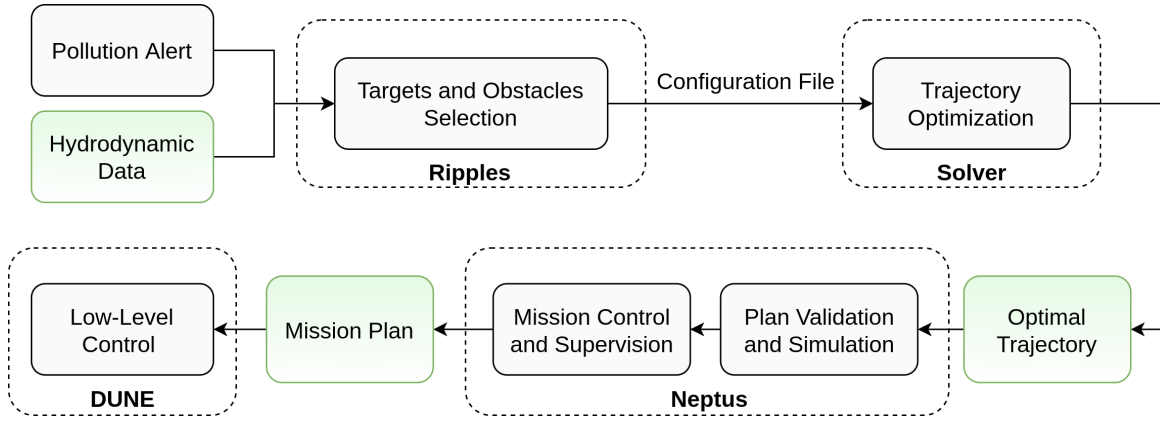 Pollution Alert
Hydrodynamic
Data
Targets and Obstacles
Selection
Ripples
Configuration File
Trajectory
Optimization
Solver
Low-Level
Control
DUNE
Mission Plan
Mission Control
and Supervision
Plan Validation
and Simulation
Neptus
Optimal
Trajectory